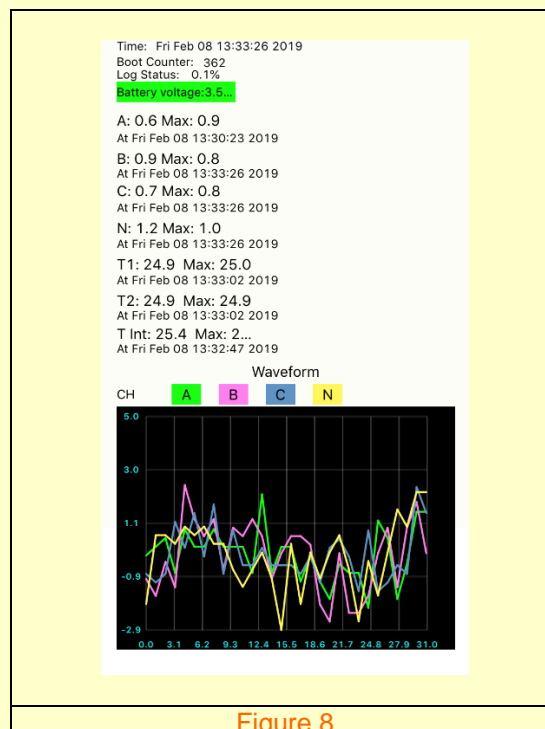 Time: Fri Feb 08 13:33:26 2019
Boot Counter: 362
Log Status: 0.1%
Battery voltage:3.5...
A: 0.6 Max: 0.9
At Fri Feb 08 13:30:23 2019
B: 0.9 Max: 0.8
At Fri Feb 08 13:33:26 2019
C: 0.7 Max: 0.8
At Fri Feb 08 13:33:26 2019
N: 1.2 Max: 1.0
At Fri Feb 08 13:33:26 2019
T1: 24.9 Max: 25.0
At Fri Feb 08 13:33:02 2019
T2: 24.9 Max: 24.9
At Fri Feb 08 13:33:02 2019
T Int: 25.4 Max: 2...
At Fri Feb 08 13:32:47 2019
Waveform
CH A B C N
5.0
3.0
1.1
-0.9
-2.9
0.0 3.1 6.2 9.3 12.4 15.5 18.6 21.7 24.8 27.9 31.0
Figure 8